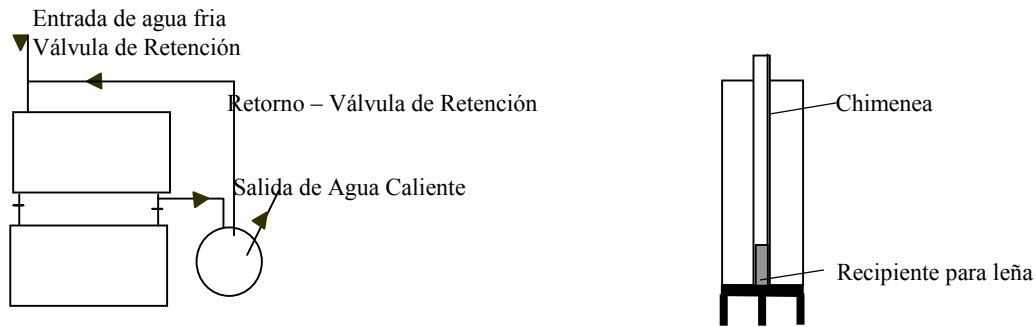 Entrada de agua fria
Válvula de Retención
Retorno – Válvula de Retención
Salida de Agua Caliente
Chimenea
Recipiente para leña